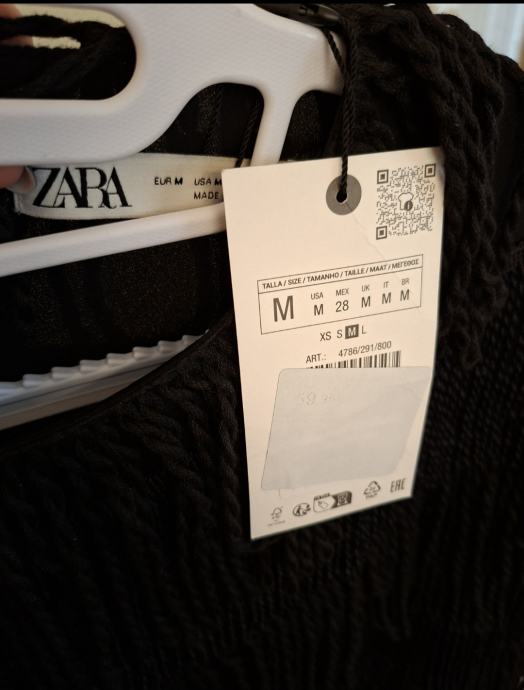 ZARA
EUR M USA M
MADE
TALLA / SIZE / TAMANHO / TAILLE / MAAT / ΜΕΓΕΘΟΣ
M
USA MEX UK IT BR
M 28 M M M
XS S M L
ART.: 4786/291/800
EAC